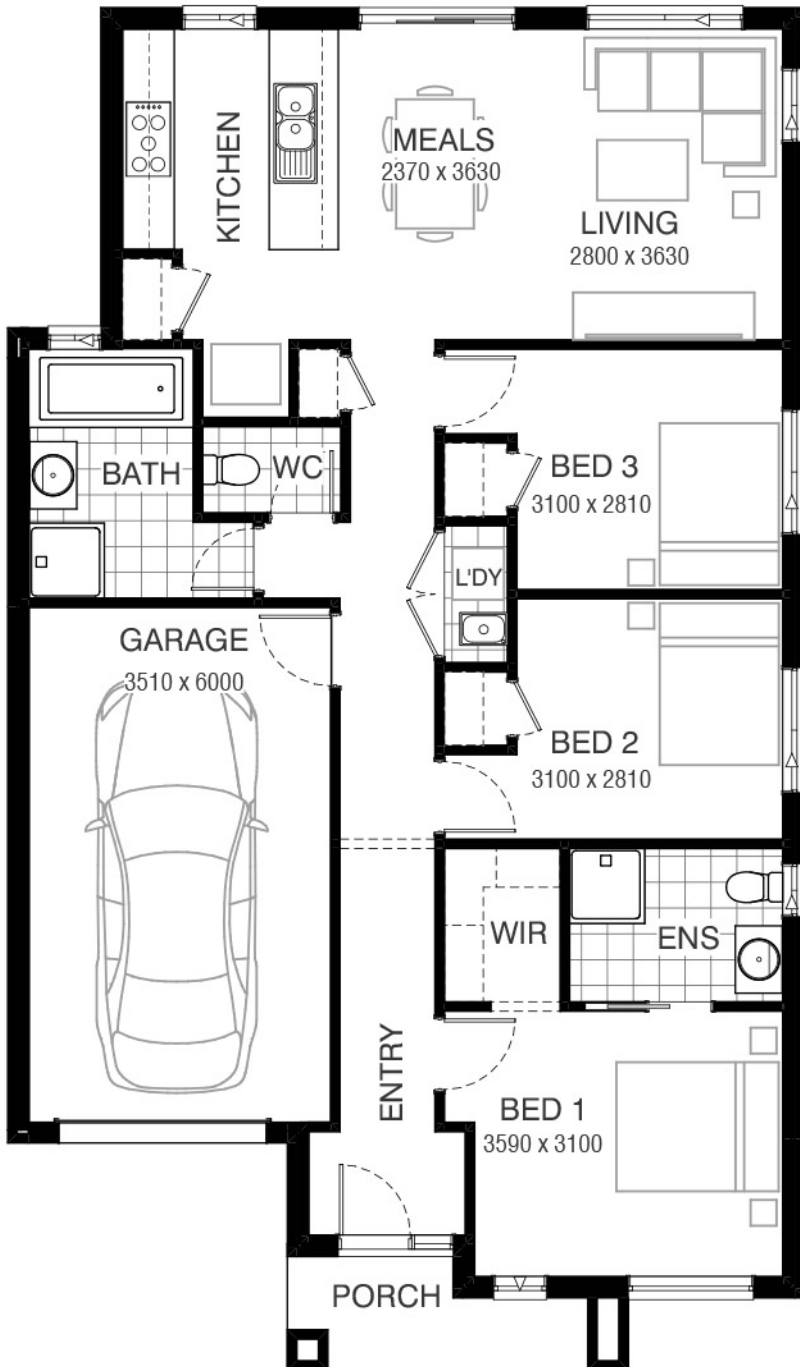 KITCHEN
MEALS
2370 x 3630
LIVING
2800 x 3630
BATH
WC
BED 3
3100 x 2810
L'DY
GARAGE
3510 x 6000
BED 2
3100 x 2810
WIR
ENS
ENTRY
BED 1
3590 x 3100
PORCH